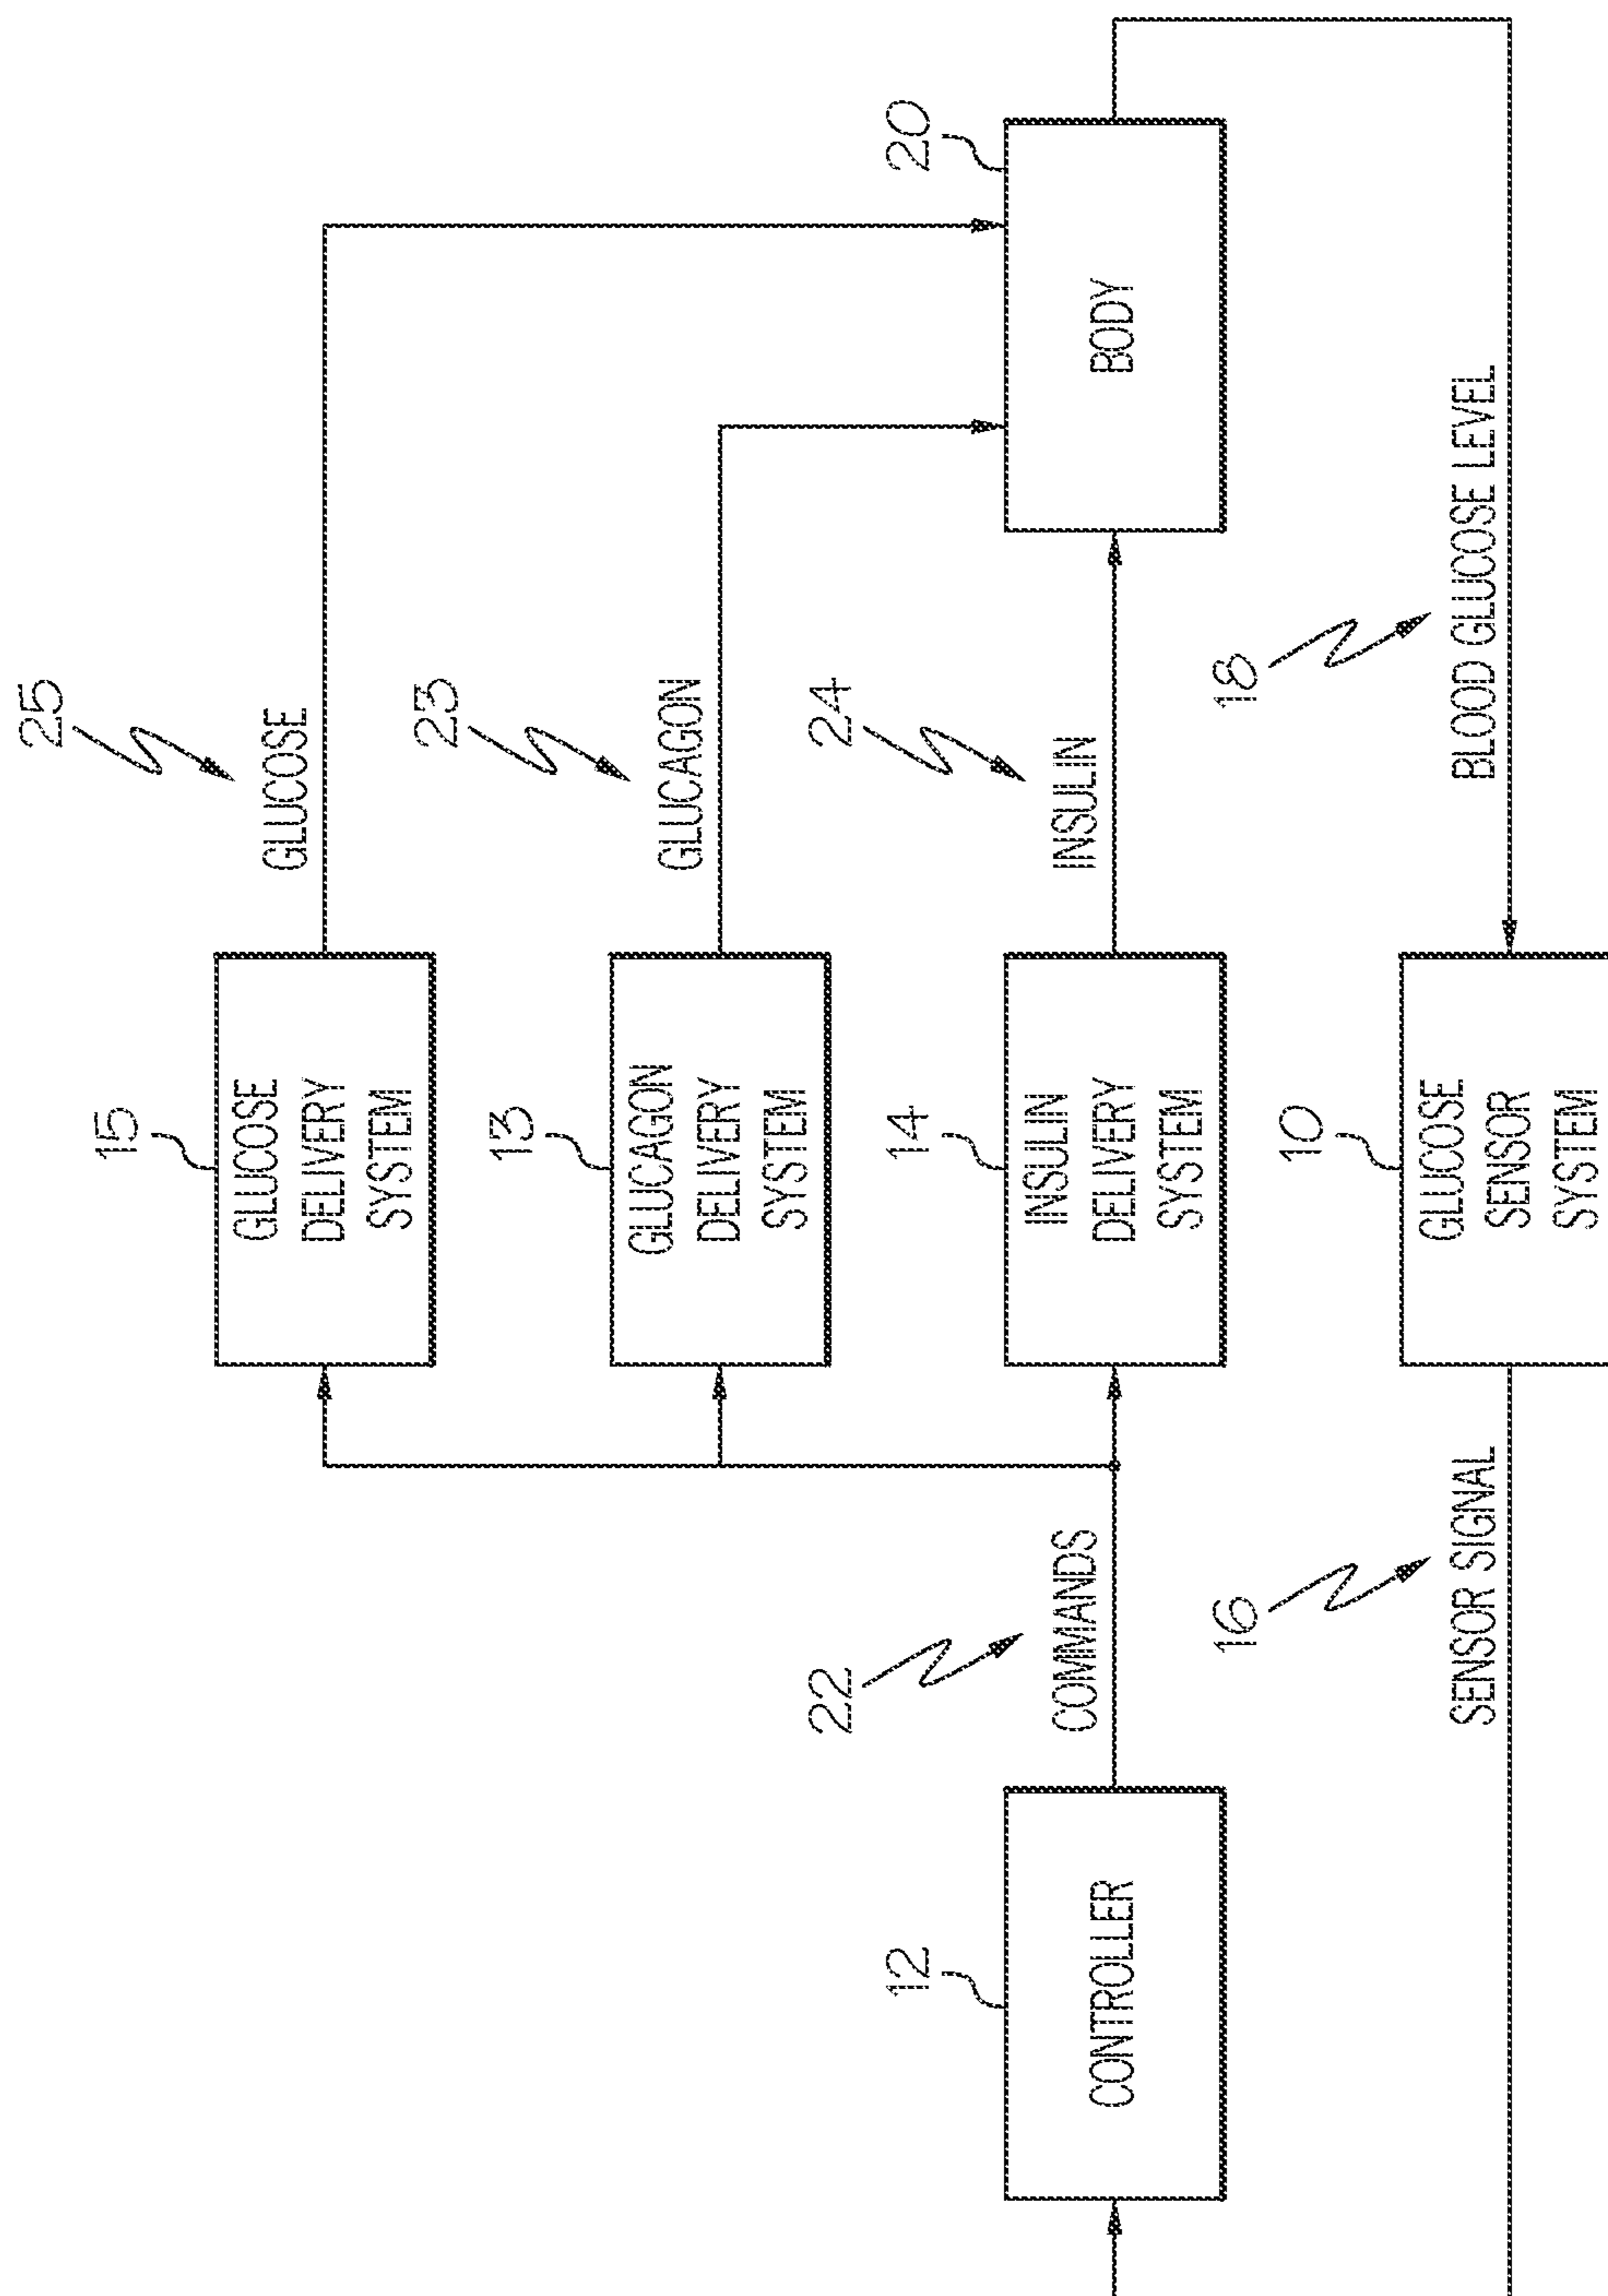 25
GLUCOSE
15
GLUCOSE
DELIVERY
SYSTEM
23
GLUCAGON
13
GLUCAGON
DELIVERY
SYSTEM
24
INSULIN
20
BODY
14
INSULIN
DELIVERY
SYSTEM
22
COMMANDS
12
CONTROLLER
18
BLOOD GLUCOSE LEVEL
10
GLUCOSE
SENSOR
SYSTEM
16
SENSOR SIGNAL